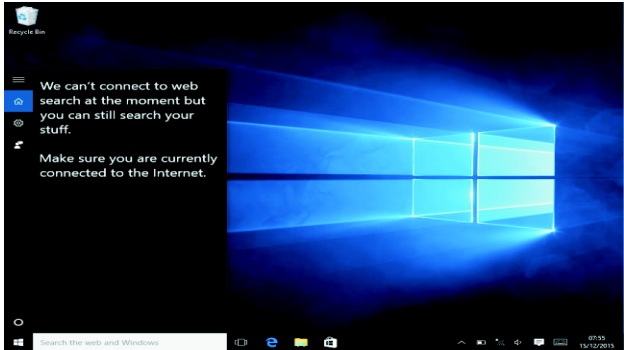 Recycle Bin
We can't connect to web
search at the moment but
you can still search your
stuff.
Make sure you are currently
connected to the Internet.
Search the web and Windows
07:55
15/12/2015